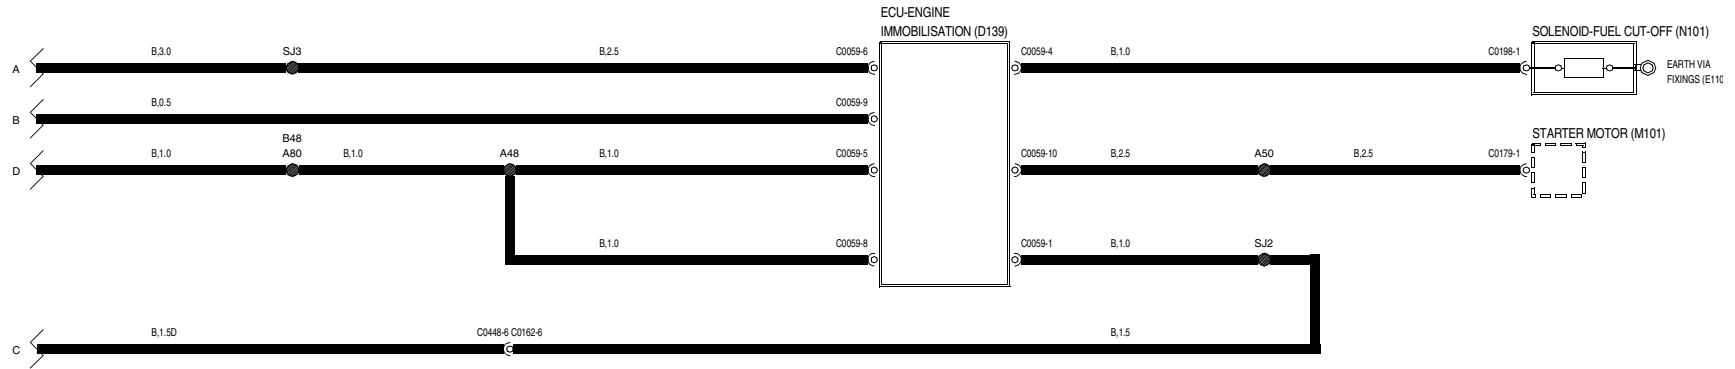 ECU-ENGINE
IMMOBILISATION (D139)
SOLENOID-FUEL CUT-OFF (N101)
A
B,3.0
SJ3
B,2.5
C0059-6
C0059-4
B,1.0
C0198-1
EARTH VIA
FIXINGS (E110
B
B,0.5
C0059-9
STARTER MOTOR (M101)
B48
D
B,1.0
A80
B,1.0
A48
B,1.0
C0059-5
C0059-10
B,2.5
A50
B,2.5
C0179-1
B,1.0
C0059-8
C0059-1
B,1.0
SJ2
C
B,1.5D
C0448-6 C0162-6
B,1.5